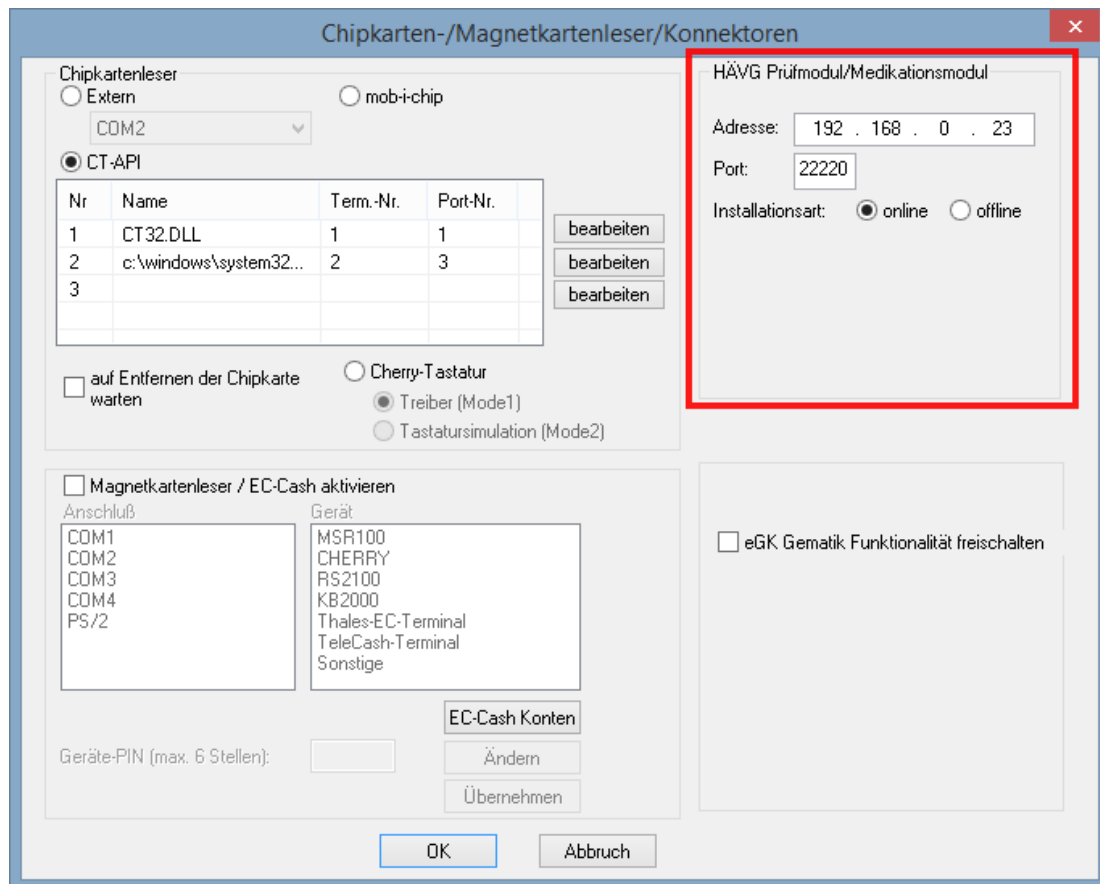 Chipkarten-/Magnetkartenleser/Konnektoren
Chipkartenleser
Extern
mob-i-chip
COM2
CT-API
Nr Name Term.-Nr. Port-Nr.
1 CT32.DLL 1 1
2 c:\windows\system32... 2 3
3
bearbeiten
bearbeiten
bearbeiten
auf Entfernen der Chipkarte
warten
Cherry-Tastatur
Treiber (Mode1)
Tastatursimulation (Mode2)
HÄVG Prüfmodul/Medikationsmodul
Adresse: 192 . 168 . 0 . 23
Port: 22220
Installationsart: online offline
Magnetkartenleser / EC-Cash aktivieren
Anschluß
COM1
COM2
COM3
COM4
PS/2
Gerät
MSR100
CHERRY
RS2100
KB2000
Thales-EC-Terminal
TeleCash-Terminal
Sonstige
EC-Cash Konten
Geräte-PIN (max. 6 Stellen):
Ändern
Übernehmen
eGK Gematik Funktionalität freischalten
OK
Abbruch